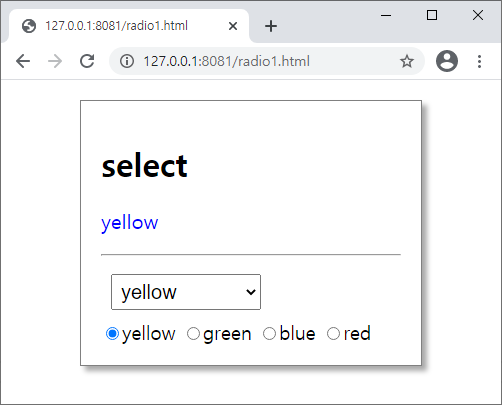 127.0.0.1:8081/radio1.html
127.0.0.1:8081/radio1.html
select
yellow
yellow
yellow green blue red